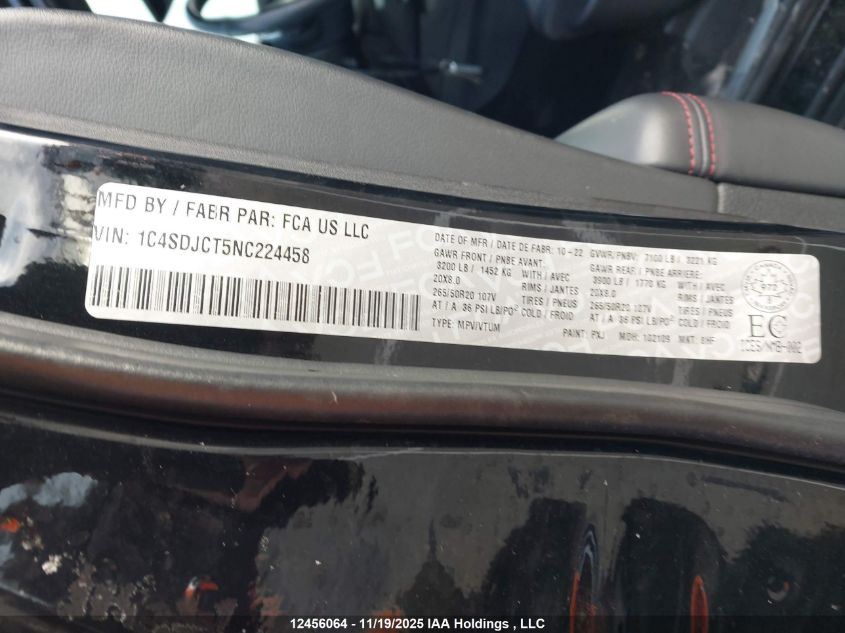 MFD BY / FABR PAR: FCA US LLC
VIN: 1C4SDJCT5NC224458
DATE OF MFR / DATE DE FABR: 10-22
GAWR FRONT / PNBE AVANT:
3200 LB / 1452 KG WITH / AVEC
20X8.0 RIMS / JANTES
265/50R20 107V TIRES / PNEUS
AT / A 36 PSI LB/PO² COLD / FROID
TYPE: MPV/VTUM
GVWR/PNBV: 7100 LB / 3221 KG
GAWR REAR / PNBE ARRIERE:
3900 LB / 1770 KG WITH / AVEC
20X8.0 RIMS / JANTES
265/50R20 107V TIRES / PNEUS
AT / A 36 PSI LB/PO² COLD / FROID
PAINT: PXJ MDH: 102109 MKT: BHF
972
EC
12456064 - 11/19/2025 IAA Holdings , LLC